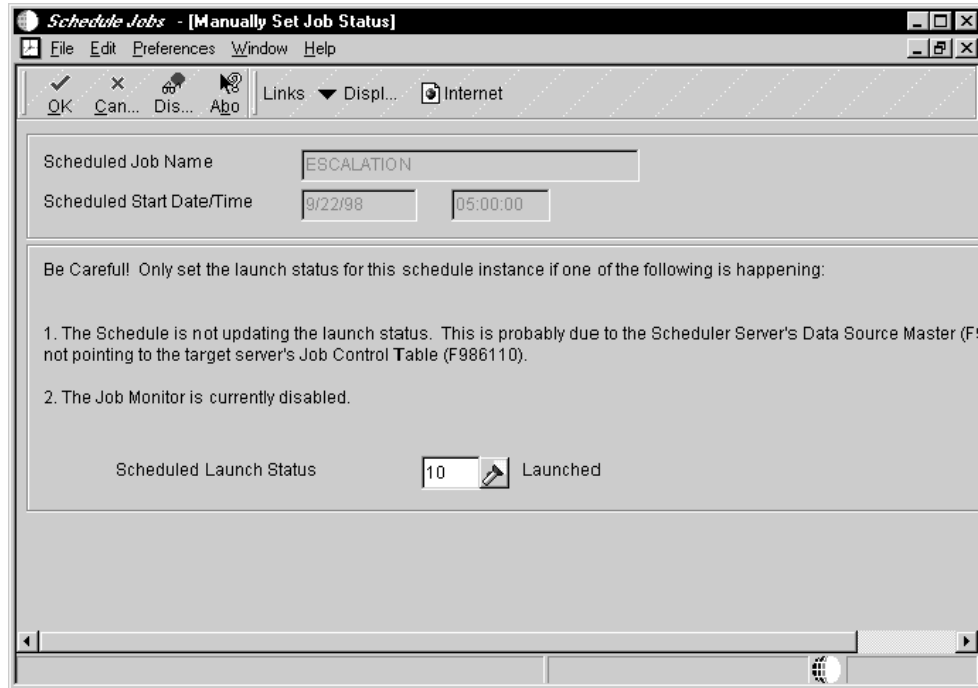 Schedule Jobs - [Manually Set Job Status]
File Edit Preferences Window Help
OK Can... Dis... Abo Links Displ... Internet
Scheduled Job Name ESCALATION
Scheduled Start Date/Time 9/22/98 05:00:00
Be Careful! Only set the launch status for this schedule instance if one of the following is happening:
1. The Schedule is not updating the launch status. This is probably due to the Scheduler Server's Data Source Master (F9
not pointing to the target server's Job Control Table (F986110).
2. The Job Monitor is currently disabled.
Scheduled Launch Status 10 Launched